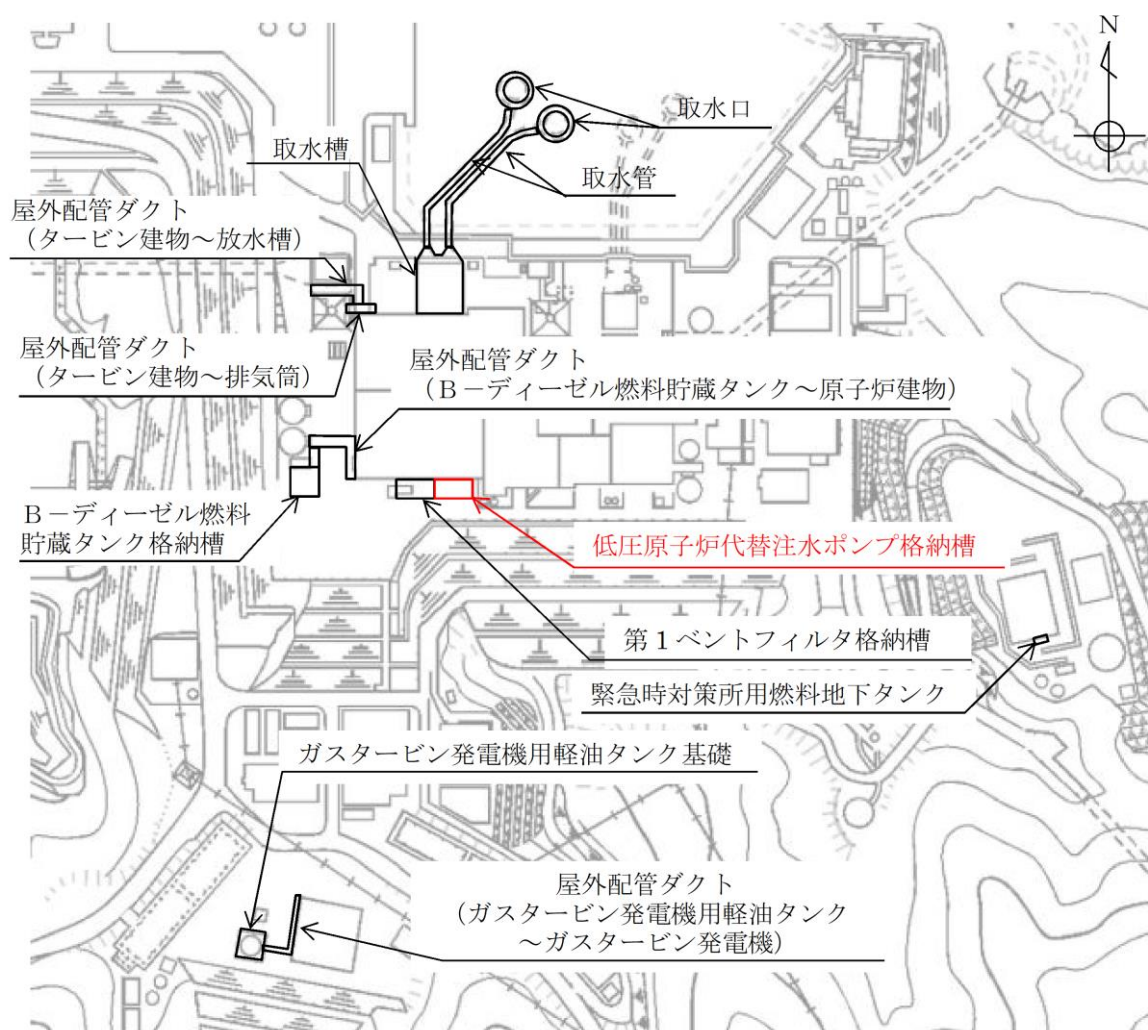 N
取水口
取水槽
取水管
屋外配管ダクト
（タービン建物～放水槽）
屋外配管ダクト
（タービン建物～排気筒）
屋外配管ダクト
（Ｂ－ディーゼル燃料貯蔵タンク～原子炉建物）
Ｂ－ディーゼル燃料
貯蔵タンク格納槽
低圧原子炉代替注水ポンプ格納槽
第１ベントフィルタ格納槽
緊急時対策所用燃料地下タンク
ガスタービン発電機用軽油タンク基礎
屋外配管ダクト
（ガスタービン発電機用軽油タンク
～ガスタービン発電機）